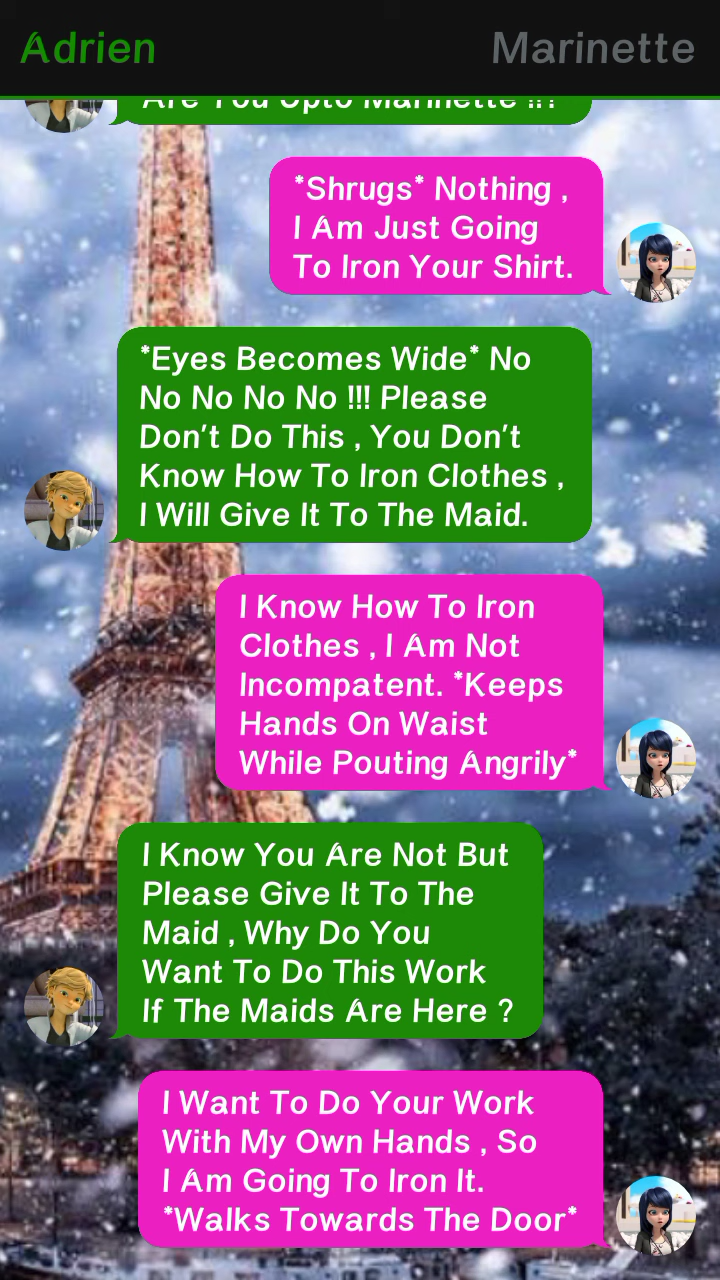 Adrien
Marinette
Are You Upto Marinette !!?
*Shrugs* Nothing ,
I Am Just Going
To Iron Your Shirt.
*Eyes Becomes Wide* No
No No No No !!! Please
Don't Do This , You Don't
Know How To Iron Clothes ,
I Will Give It To The Maid.
I Know How To Iron
Clothes , I Am Not
Incompatent. *Keeps
Hands On Waist
While Pouting Angrily*
I Know You Are Not But
Please Give It To The
Maid , Why Do You
Want To Do This Work
If The Maids Are Here ?
I Want To Do Your Work
With My Own Hands , So
I Am Going To Iron It.
*Walks Towards The Door*